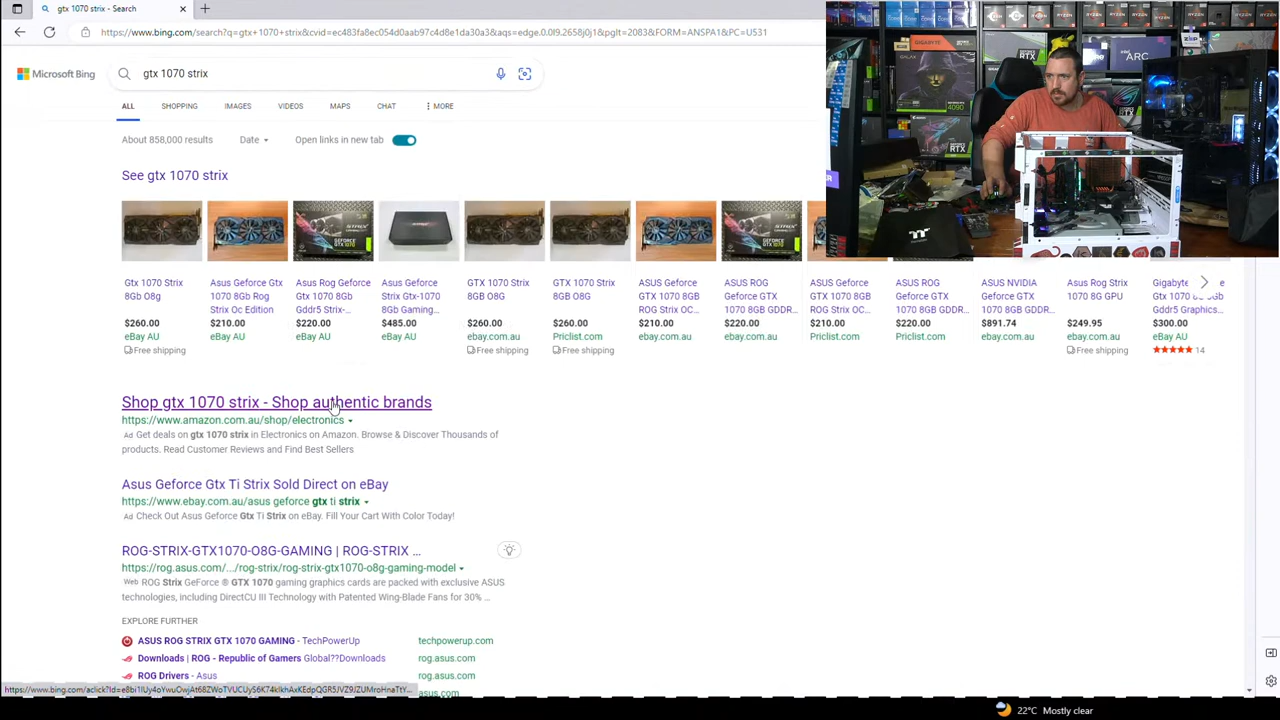 gtx 1070 strix - Search
https://www.bing.com/search?q=gtx+1070+strix&cvid=ec483fa8ec054d0aab97c4d8e1da30a3&aqs=edge.0.0l9.2658j0j1&pglt=2083&FORM=ANSPA1&PC=U531
Microsoft Bing
gtx 1070 strix
ALL SHOPPING IMAGES VIDEOS MAPS CHAT MORE
About 858,000 results Date Open links in new tab
See gtx 1070 strix
Gtx 1070 Strix
8Gb O8g
$260.00
eBay AU
Free shipping
Asus Geforce Gtx
1070 8Gb Rog
Strix Oc Edition
$210.00
eBay AU
Asus Rog Geforce
Gtx 1070 8Gb
Gddr5 Strix-...
$220.00
eBay AU
Asus Geforce
Strix Gtx-1070
8Gb Gaming...
$485.00
eBay AU
GTX 1070 Strix
8GB O8G
$260.00
ebay.com.au
Free shipping
GTX 1070 Strix
8GB O8G
$260.00
Priclist.com
Free shipping
ASUS Geforce
GTX 1070 8GB
ROG Strix OC...
$210.00
ebay.com.au
ASUS ROG
Geforce GTX
1070 8GB GDDR...
$220.00
ebay.com.au
ASUS Geforce
GTX 1070 8GB
ROG Strix OC...
$210.00
Priclist.com
ASUS ROG
Geforce GTX
1070 8GB GDDR...
$220.00
Priclist.com
ASUS NVIDIA
Geforce GTX
1070 8GB GDDR...
$891.74
ebay.com.au
Asus Rog Strix
1070 8G GPU
$249.95
ebay.com.au
Free shipping
Gigabyte
Gtx 1070
Gddr5 Graphics...
$300.00
eBay AU
14
Shop gtx 1070 strix - Shop authentic brands
https://www.amazon.com.au/shop/electronics
Ad Get deals on gtx 1070 strix in Electronics on Amazon. Browse & Discover Thousands of
products. Read Customer Reviews and Find Best Sellers
Asus Geforce Gtx Ti Strix Sold Direct on eBay
https://www.ebay.com.au/asus geforce gtx ti strix
Ad Check Out Asus Geforce Gtx Ti Strix on eBay. Fill Your Cart With Color Today!
ROG-STRIX-GTX1070-O8G-GAMING | ROG-STRIX ...
https://rog.asus.com/.../rog-strix/rog-strix-gtx1070-o8g-gaming-model
Web ROG Strix GeForce ® GTX 1070 gaming graphics cards are packed with exclusive ASUS
technologies, including DirectCU III Technology with Patented Wing-Blade Fans for 30% ...
EXPLORE FURTHER
ASUS ROG STRIX GTX 1070 GAMING - TechPowerUp techpowerup.com
Downloads | ROG - Republic of Gamers Global??Downloads rog.asus.com
ROG Drivers - Asus rog.asus.com
asus.com
22°C Mostly clear